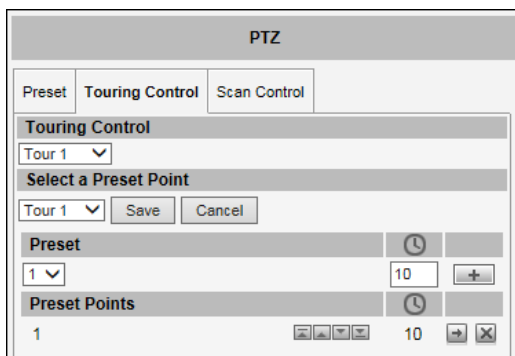 PTZ
Preset Touring Control Scan Control
Touring Control
Tour 1
Select a Preset Point
Tour 1 Save Cancel
Preset
1 10 +
Preset Points
1 10